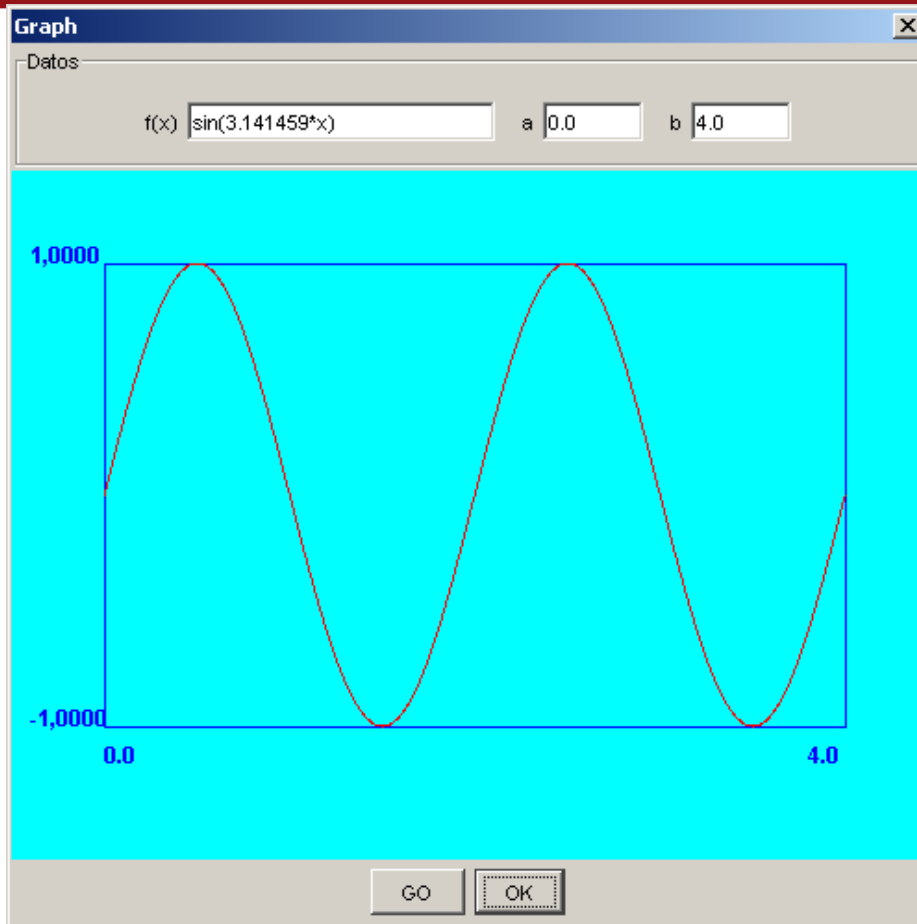 Graph
Datos
f(x) sin(3.141459*x) a 0.0 b 4.0
1,0000
-1,0000
0.0 4.0
GO OK